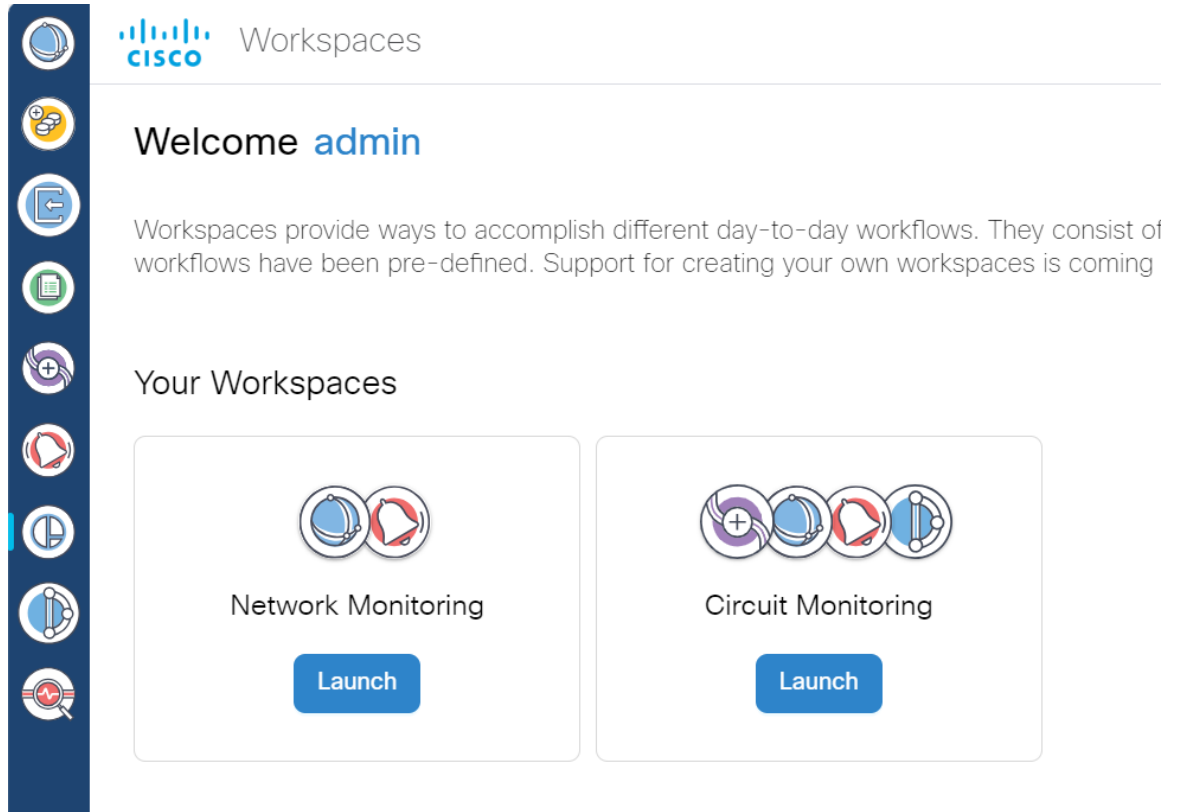 CISCO Workspaces
Welcome admin
Workspaces provide ways to accomplish different day-to-day workflows. They consist of
workflows have been pre-defined. Support for creating your own workspaces is coming
Your Workspaces
Network Monitoring
Circuit Monitoring
Launch
Launch